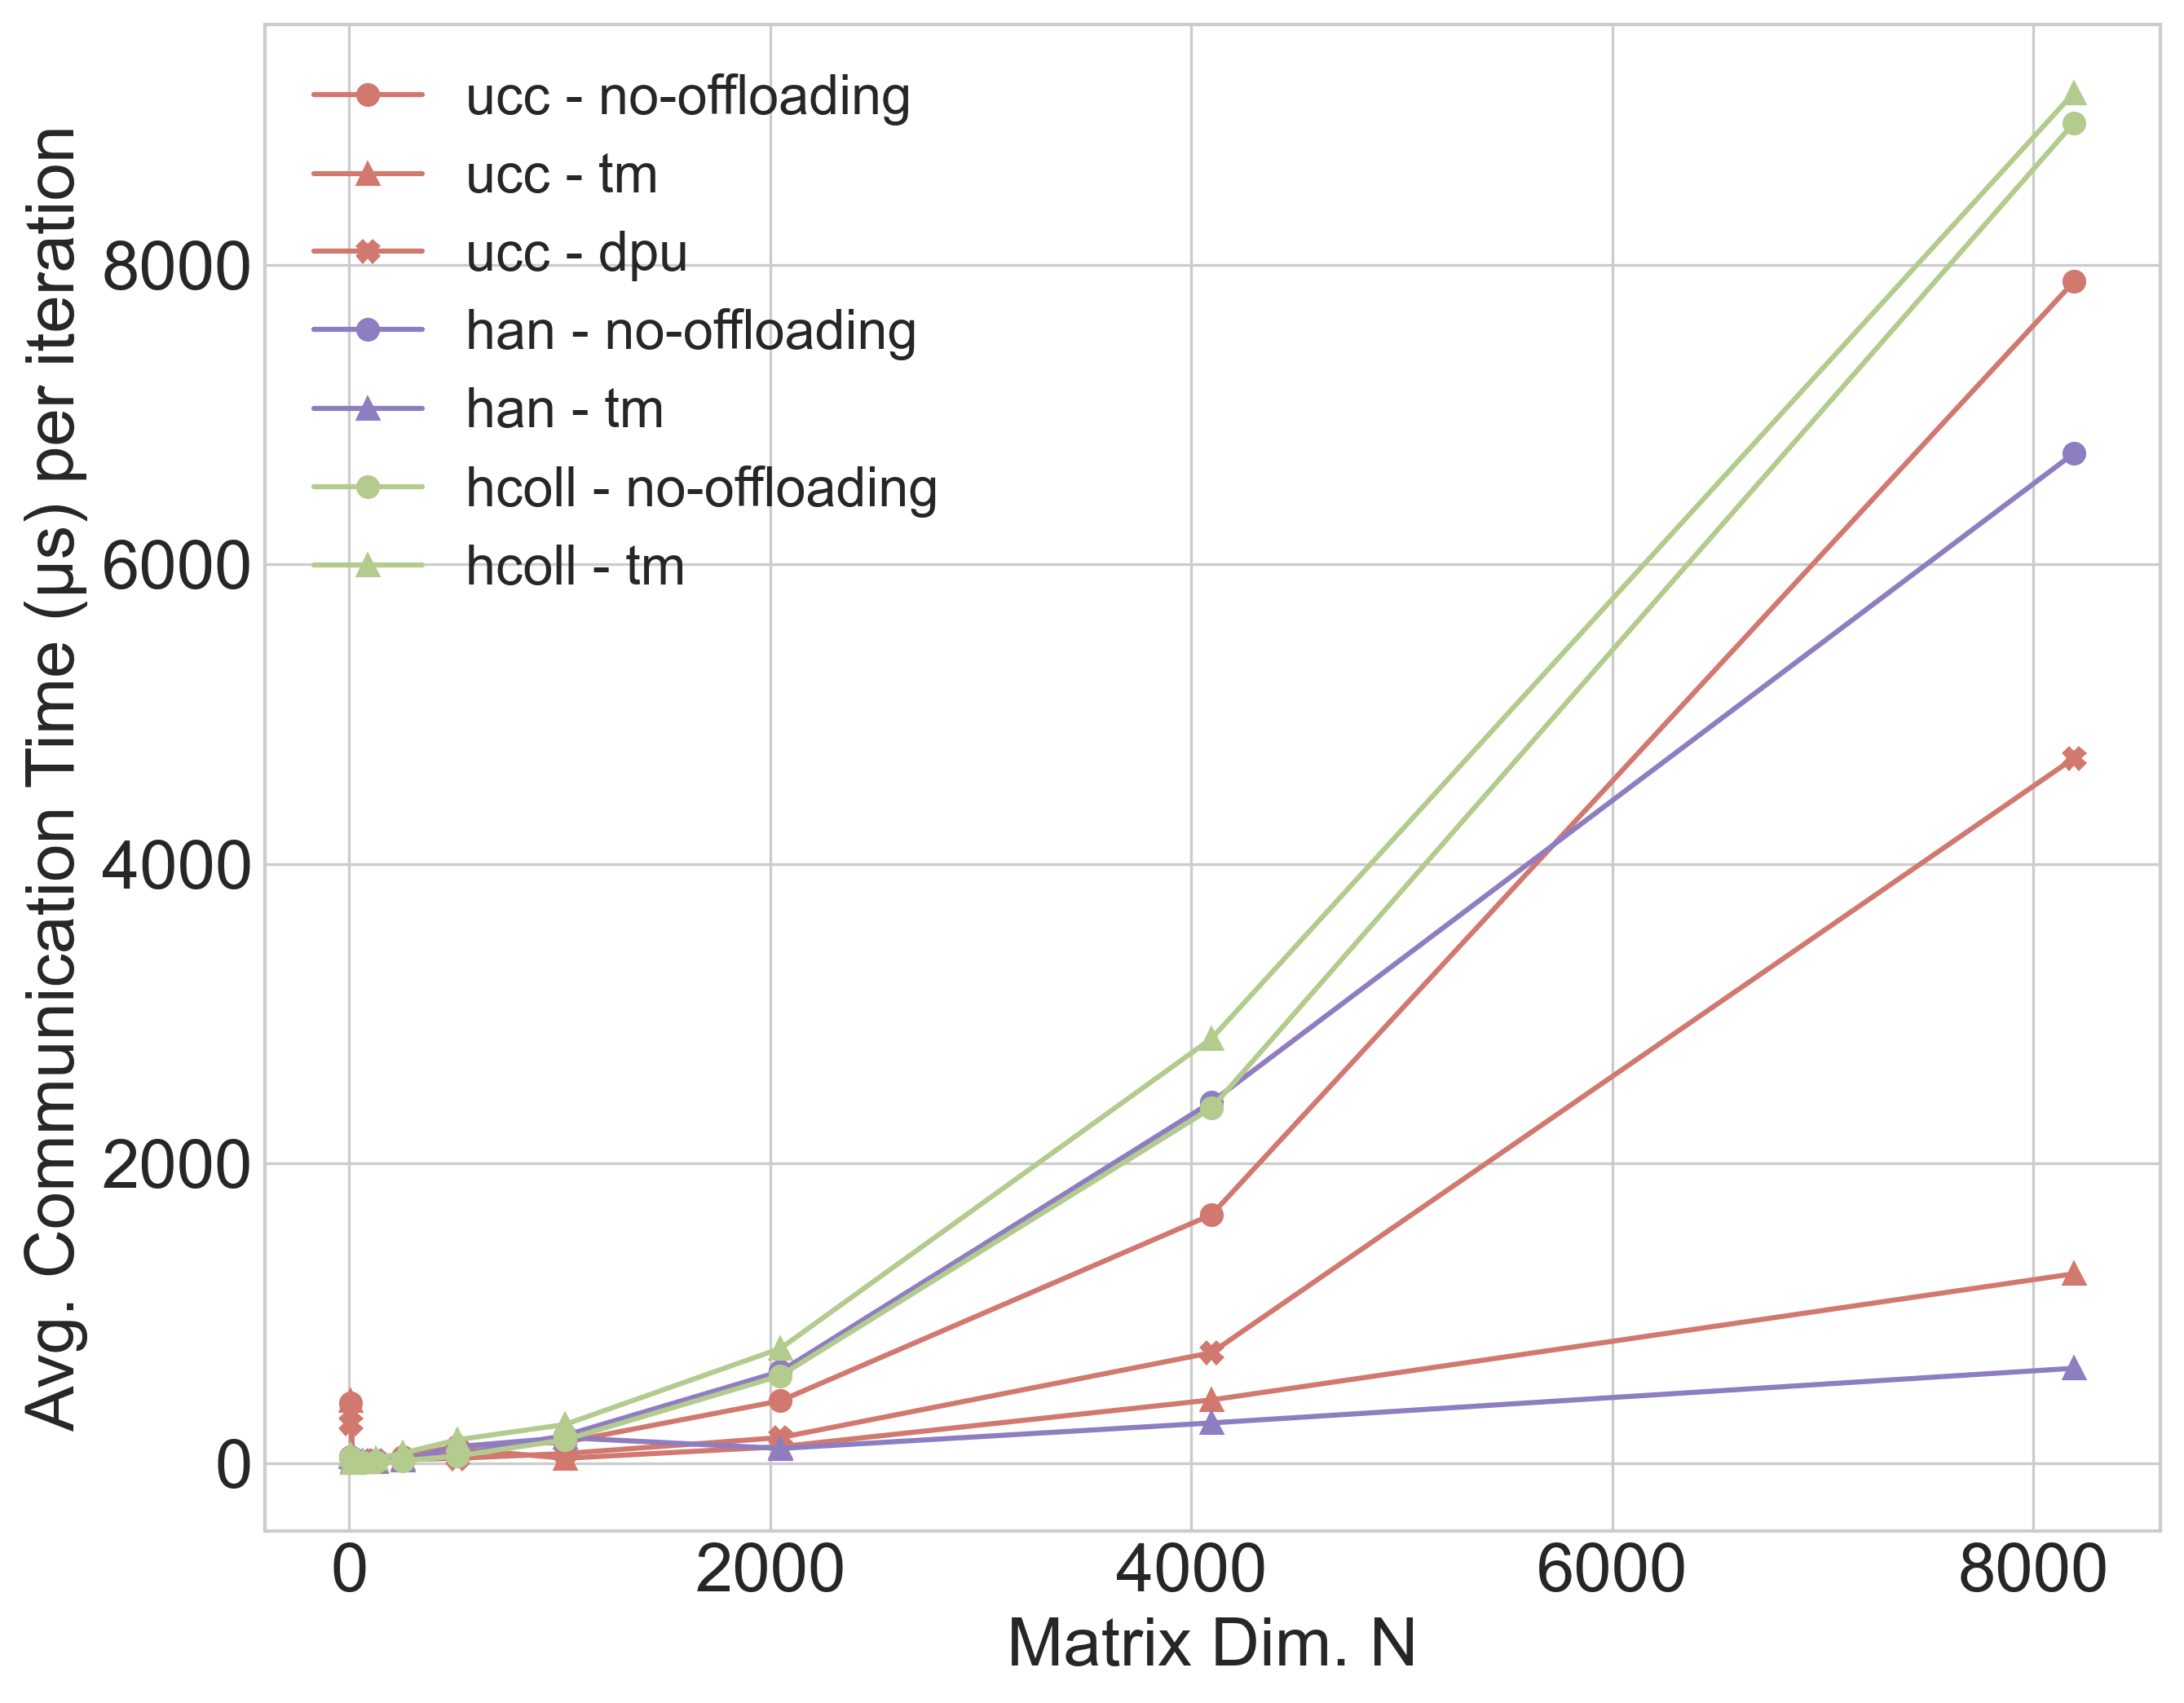 ucc - no-offloading
ucc - tm
ucc - dpu
han - no-offloading
han - tm
hcoll - no-offloading
hcoll - tm
Avg. Communication Time (µs) per iteration
8000
6000
4000
2000
0
0 2000 4000 6000 8000
Matrix Dim. N